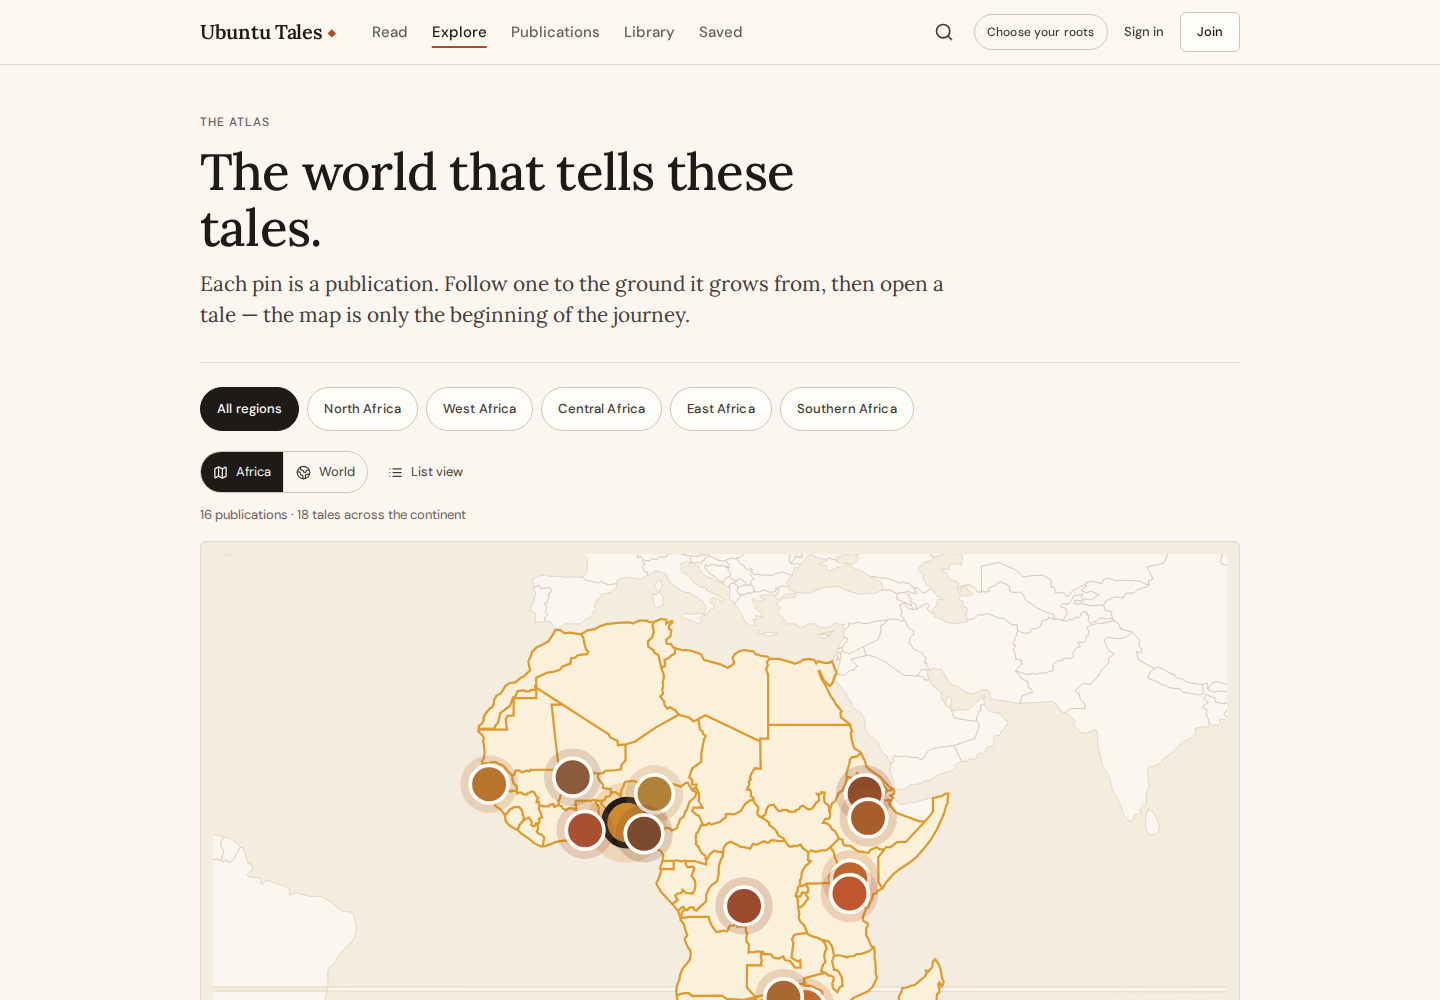 Ubuntu Tales
Read
Explore
Publications
Library
Saved
Choose your roots
Sign in
Join
THE ATLAS
The world that tells these
tales.
Each pin is a publication. Follow one to the ground it grows from, then open a
tale — the map is only the beginning of the journey.
All regions
North Africa
West Africa
Central Africa
East Africa
Southern Africa
Africa
World
List view
16 publications · 18 tales across the continent